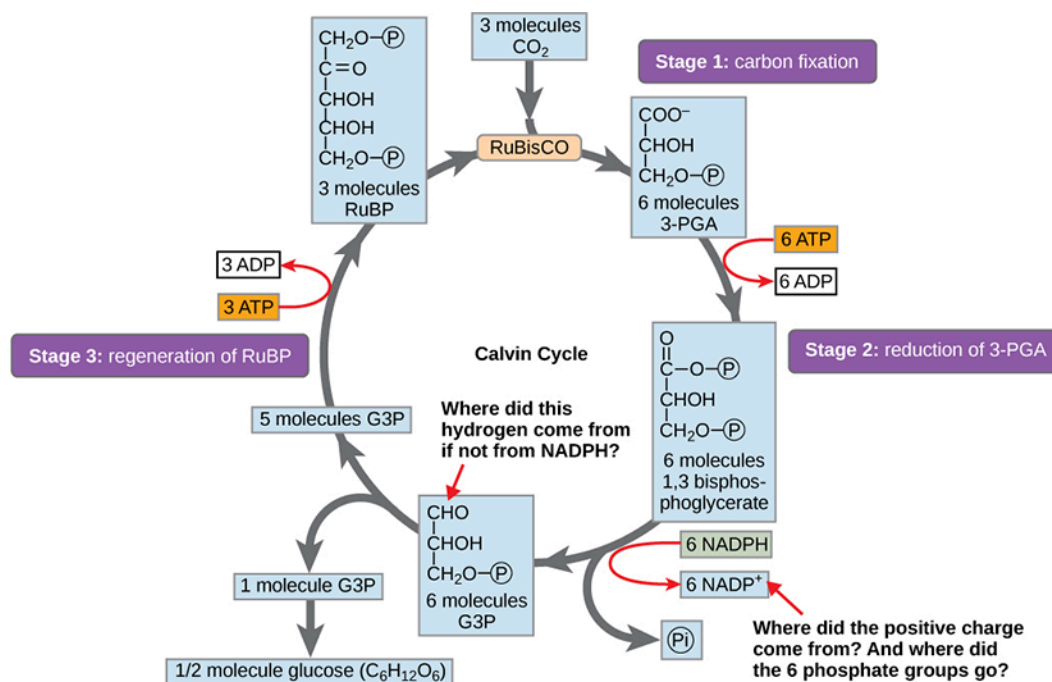 CH₂O–Ⓟ
C=O
CHOH
CHOH
CH₂O–Ⓟ
3 molecules
RuBP
3 molecules
CO₂
Stage 1: carbon fixation
RuBisCO
COO⁻
CHOH
CH₂O–Ⓟ
6 molecules
3-PGA
6 ATP
6 ADP
3 ADP
3 ATP
Stage 3: regeneration of RuBP
Calvin Cycle
Stage 2: reduction of 3-PGA
O
C–O–Ⓟ
CHOH
CH₂O–Ⓟ
6 molecules
1,3 bisphos-
phoglycerate
5 molecules G3P
Where did this
hydrogen come from
if not from NADPH?
CHO
CHOH
CH₂O–Ⓟ
6 molecules
G3P
6 NADPH
6 NADP⁺
Pi
1 molecule G3P
1/2 molecule glucose (C₆H₁₂O₆)
Where did the positive charge
come from? And where did
the 6 phosphate groups go?